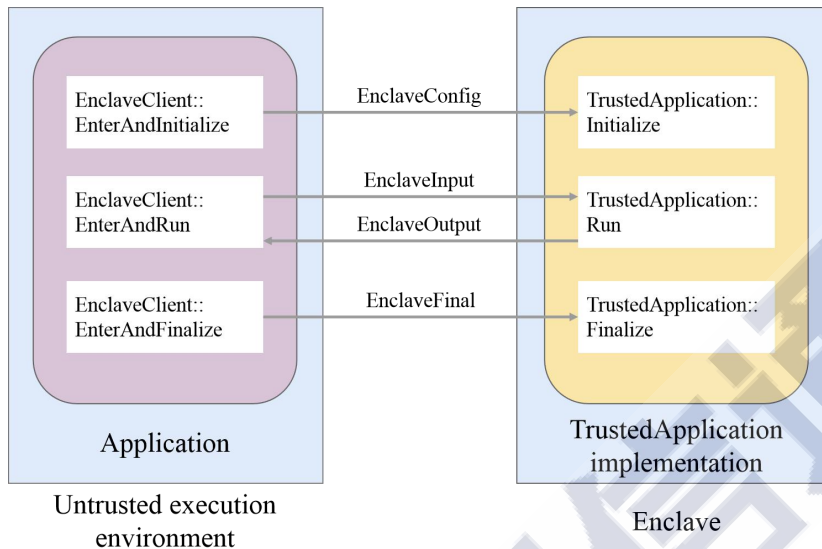 EnclaveClient::
EnterAndInitialize
EnclaveConfig
TrustedApplication::
Initialize
EnclaveClient::
EnterAndRun
EnclaveInput
EnclaveOutput
TrustedApplication::
Run
EnclaveClient::
EnterAndFinalize
EnclaveFinal
TrustedApplication::
Finalize
Application
TrustedApplication
implementation
Untrusted execution
environment
Enclave